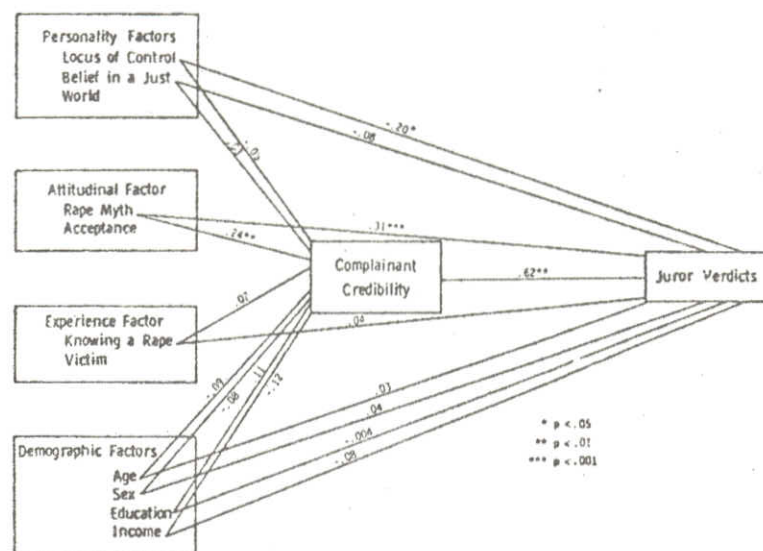 Personality Factors
Locus of Control
Belief in a Just
World
-.20*
-.08
-.03
Attitudinal Factor
Rape Myth
Acceptance
.31***
.24**
Complainant
Credibility
.62**
Juror Verdicts
.07
Experience Factor
Knowing a Rape
Victim
.04
-.09
-.08
.11
-.12
.03
.04
-.004
-.08
* p < .05
** p < .01
*** p < .001
Demographic Factors
Age
Sex
Education
Income